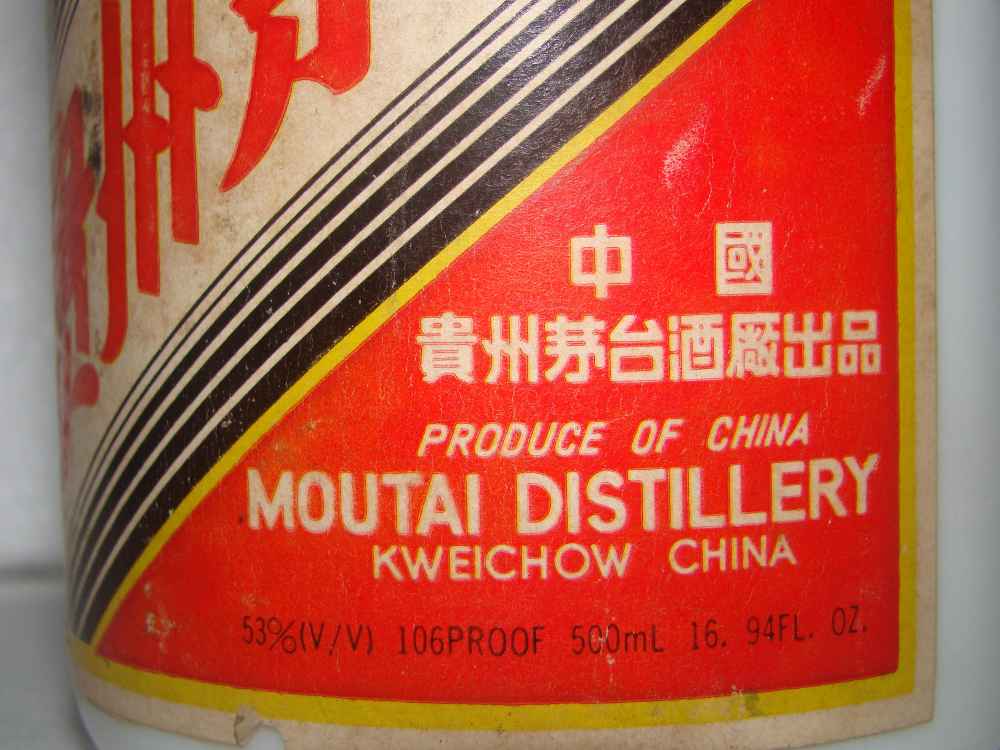 中國
貴州茅台酒廠出品
PRODUCE OF CHINA
MOUTAI DISTILLERY
KWEICHOW CHINA
53%(V/V) 106PROOF 500mL 16. 94FL. OZ.